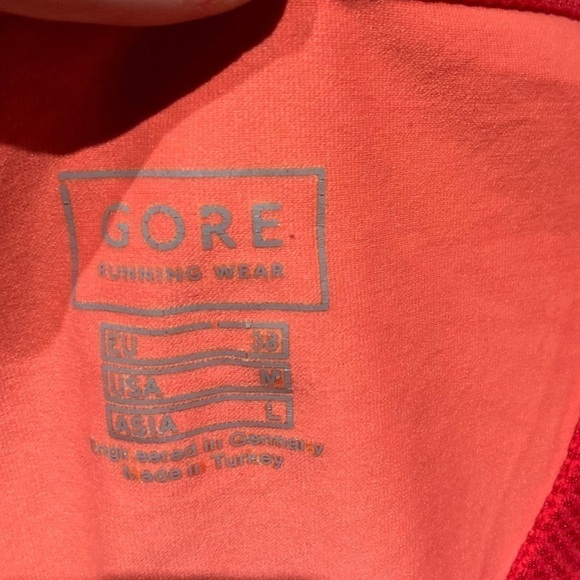 GORE
RUNNING WEAR
EU 38
USA M
ASIA L
Engineered in Germany
Made in Turkey